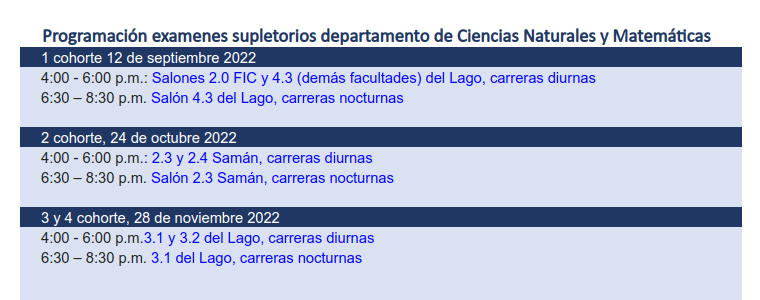 Programación examenes supletorios departamento de Ciencias Naturales y Matemáticas
1 cohorte 12 de septiembre 2022
4:00 - 6:00 p.m.: Salones 2.0 FIC y 4.3 (demás facultades) del Lago, carreras diurnas
6:30 – 8:30 p.m. Salón 4.3 del Lago, carreras nocturnas
2 cohorte, 24 de octubre 2022
4:00 - 6:00 p.m.: 2.3 y 2.4 Samán, carreras diurnas
6:30 – 8:30 p.m. Salón 2.3 Samán, carreras nocturnas
3 y 4 cohorte, 28 de noviembre 2022
4:00 - 6:00 p.m.3.1 y 3.2 del Lago, carreras diurnas
6:30 – 8:30 p.m. 3.1 del Lago, carreras nocturnas